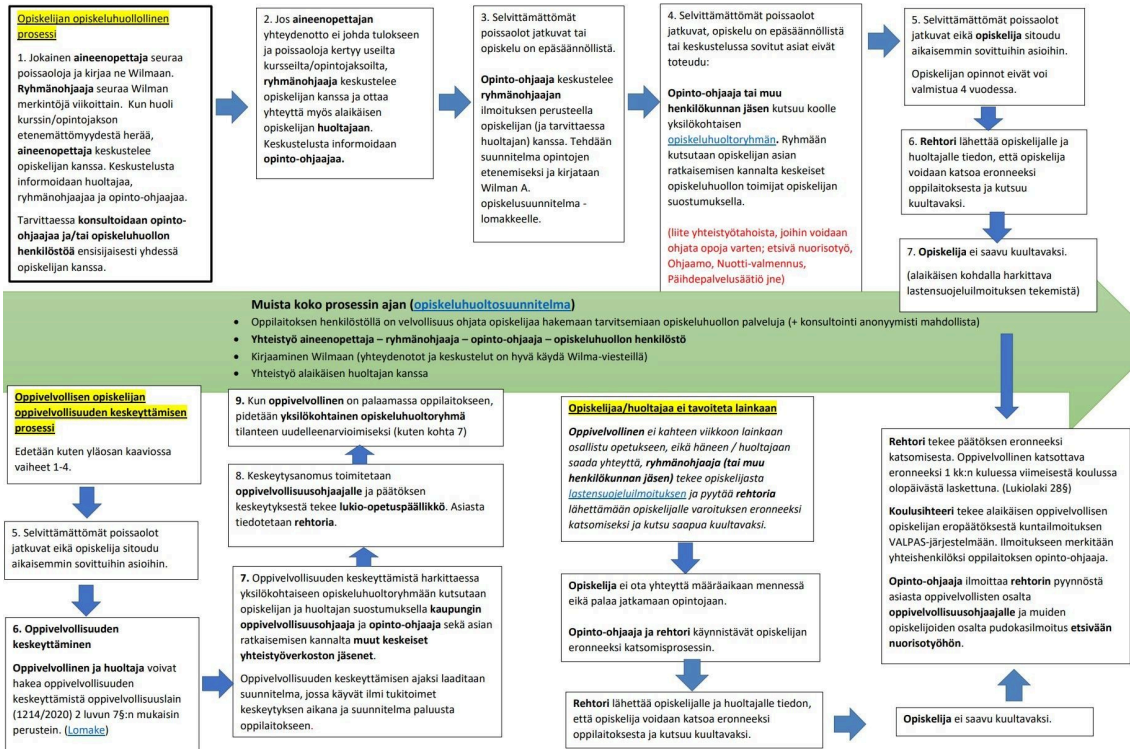 Opiskelijan opiskeluhuollollinen
prosessi
1. Jokainen aineenopettaja seuraa
poissaoloja ja kirjaa ne Wilmaan.
Ryhmänohjaaja seuraa Wilman
merkintöjä viikoittain. Kun huoli
kurssin/opintojakson
etenemättömyydestä herää,
aineenopettaja keskustelee
opiskelijan kanssa. Keskustelusta
informoidaan huoltajaa,
ryhmänohjaajaa ja opinto-ohjaajaa.
Tarvittaessa konsultoidaan opinto-
ohjaajaa ja/tai opiskeluhuollon
henkilöstöä ensisijaisesti yhdessä
opiskelijan kanssa.
2. Jos aineenopettajan
yhteydenotto ei johda tulokseen
ja poissaoloja kertyy useilta
kursseilta/opintojaksoilta,
ryhmänohjaaja keskustelee
opiskelijan kanssa ja ottaa
yhteyttä myös alaikäisen
opiskelijan huoltajaan.
Keskustelusta informoidaan
opinto-ohjaajaa.
3. Selvittämättömät
poissaolot jatkuvat tai
opiskelu on epäsäännöllistä.
Opinto-ohjaaja keskustelee
ryhmänohjaajan
ilmoituksen perusteella
opiskelijan (ja tarvittaessa
huoltajan) kanssa. Tehdään
suunnitelma opintojen
etenemiseksi ja kirjataan
Wilman A.
opiskelusuunnitelma -
lomakkeelle.
4. Selvittämättömät poissaolot
jatkuvat, opiskelu on epäsäännöllistä
tai keskustelussa sovitut asiat eivät
toteudu:
Opinto-ohjaaja tai muu
henkilökunnan jäsen kutsuu koolle
yksilökohtaisen
opiskeluhuoltoryhmän. Ryhmään
kutsutaan opiskelijan asian
ratkaisemisen kannalta keskeiset
opiskeluhuollon toimijat opiskelijan
suostumuksella.
(liite yhteistyötahoista, joihin voidaan
ohjata opoja varten; etsivä nuorisotyö,
Ohjaamo, Nuotti-valmennus,
Päihdepalvelusäätiö jne)
5. Selvittämättömät poissaolot
jatkuvat eikä opiskelija sitoudu
aikaisemmin sovittuihin asioihin.
Opiskelijan opinnot eivät voi
valmistua 4 vuodessa.
6. Rehtori lähettää opiskelijalle ja
huoltajalle tiedon, että opiskelija
voidaan katsoa eronneeksi
oppilaitoksesta ja kutsuu
kuultavaksi.
7. Opiskelija ei saavu kuultavaksi.
(alaikäisen kohdalla harkittava
lastensuojeluilmoituksen tekemistä)
Muista koko prosessin ajan (opiskeluhuoltosuunnitelma)
• Oppilaitoksen henkilöstöllä on velvollisuus ohjata opiskelijaa hakemaan tarvitsemiaan opiskeluhuollon palveluja (+ konsultointi anonyymisti mahdollista)
• Yhteistyö aineenopettaja – ryhmänohjaaja – opinto-ohjaaja – opiskeluhuollon henkilöstö
• Kirjaaminen Wilmaan (yhteydenotot ja keskustelut on hyvä käydä Wilma-viesteillä)
• Yhteistyö alaikäisen huoltajan kanssa
Oppivelvollisen opiskelijan
oppivelvollisuuden keskeyttämisen
prosessi
Edetään kuten yläosan kaaviossa
vaiheet 1-4.
5. Selvittämättömät poissaolot
jatkuvat eikä opiskelija sitoudu
aikaisemmin sovittuihin asioihin.
6. Oppivelvollisuuden
keskeyttäminen
Oppivelvollinen ja huoltaja voivat
hakea oppivelvollisuuden
keskeyttämistä oppivelvollisuuslain
(1214/2020) 2 luvun 7§:n mukaisin
perustein. (Lomake)
9. Kun oppivelvollinen on palaamassa oppilaitokseen,
pidetään yksilökohtainen opiskeluhuoltoryhmä
tilanteen uudelleenarvioimiseksi (kuten kohta 7)
8. Keskeytysanomus toimitetaan
oppivelvollisuusohjaajalle ja päätöksen
keskeytyksestä tekee lukio-opetuspäällikkö. Asiasta
tiedotetaan rehtoria.
7. Oppivelvollisuuden keskeyttämistä harkittaessa
yksilökohtaiseen opiskeluhuoltoryhmään kutsutaan
opiskelijan ja huoltajan suostumuksella kaupungin
oppivelvollisuusohjaaja ja opinto-ohjaaja sekä asian
ratkaisemisen kannalta muut keskeiset
yhteistyöverkoston jäsenet.
Oppivelvollisuuden keskeyttämisen ajaksi laaditaan
suunnitelma, jossa käyvät ilmi tukitoimet
keskeytyksen aikana ja suunnitelma paluusta
oppilaitokseen.
Opiskelijaa/huoltajaa ei tavoiteta lainkaan
Oppivelvollinen ei kahteen viikkoon lainkaan
osallistu opetukseen, eikä häneen / huoltajaan
saada yhteyttä, ryhmänohjaaja (tai muu
henkilökunnan jäsen) tekee opiskelijasta
lastensuojeluilmoituksen ja pyytää rehtoria
lähettämään opiskelijalle varoituksen eronneeksi
katsomiseksi ja kutsu saapua kuultavaksi.
Opiskelija ei ota yhteyttä määräaikaan mennessä
eikä palaa jatkamaan opintojaan.
Opinto-ohjaaja ja rehtori käynnistävät opiskelijan
eronneeksi katsomisprosessin.
Rehtori lähettää opiskelijalle ja huoltajalle tiedon,
että opiskelija voidaan katsoa eronneeksi
oppilaitoksesta ja kutsuu kuultavaksi.
Opiskelija ei saavu kuultavaksi.
Rehtori tekee päätöksen eronneeksi
katsomisesta. Oppivelvollinen katsottava
eronneeksi 1 kk:n kuluessa viimeisestä koulussa
olopäivästä laskettuna. (Lukiolaki 28§)
Koulusihteeri tekee alaikäisen oppivelvollisen
opiskelijan eropäätöksestä kuntailmoituksen
VALPAS-järjestelmään. Ilmoitukseen merkitään
yhteishenkilöksi oppilaitoksen opinto-ohjaaja.
Opinto-ohjaaja ilmoittaa rehtorin pyynnöstä
asiasta oppivelvollisten osalta
oppivelvollisuusohjaajalle ja muiden
opiskelijoiden osalta pudokasilmoitus etsivään
nuorisotyöhön.